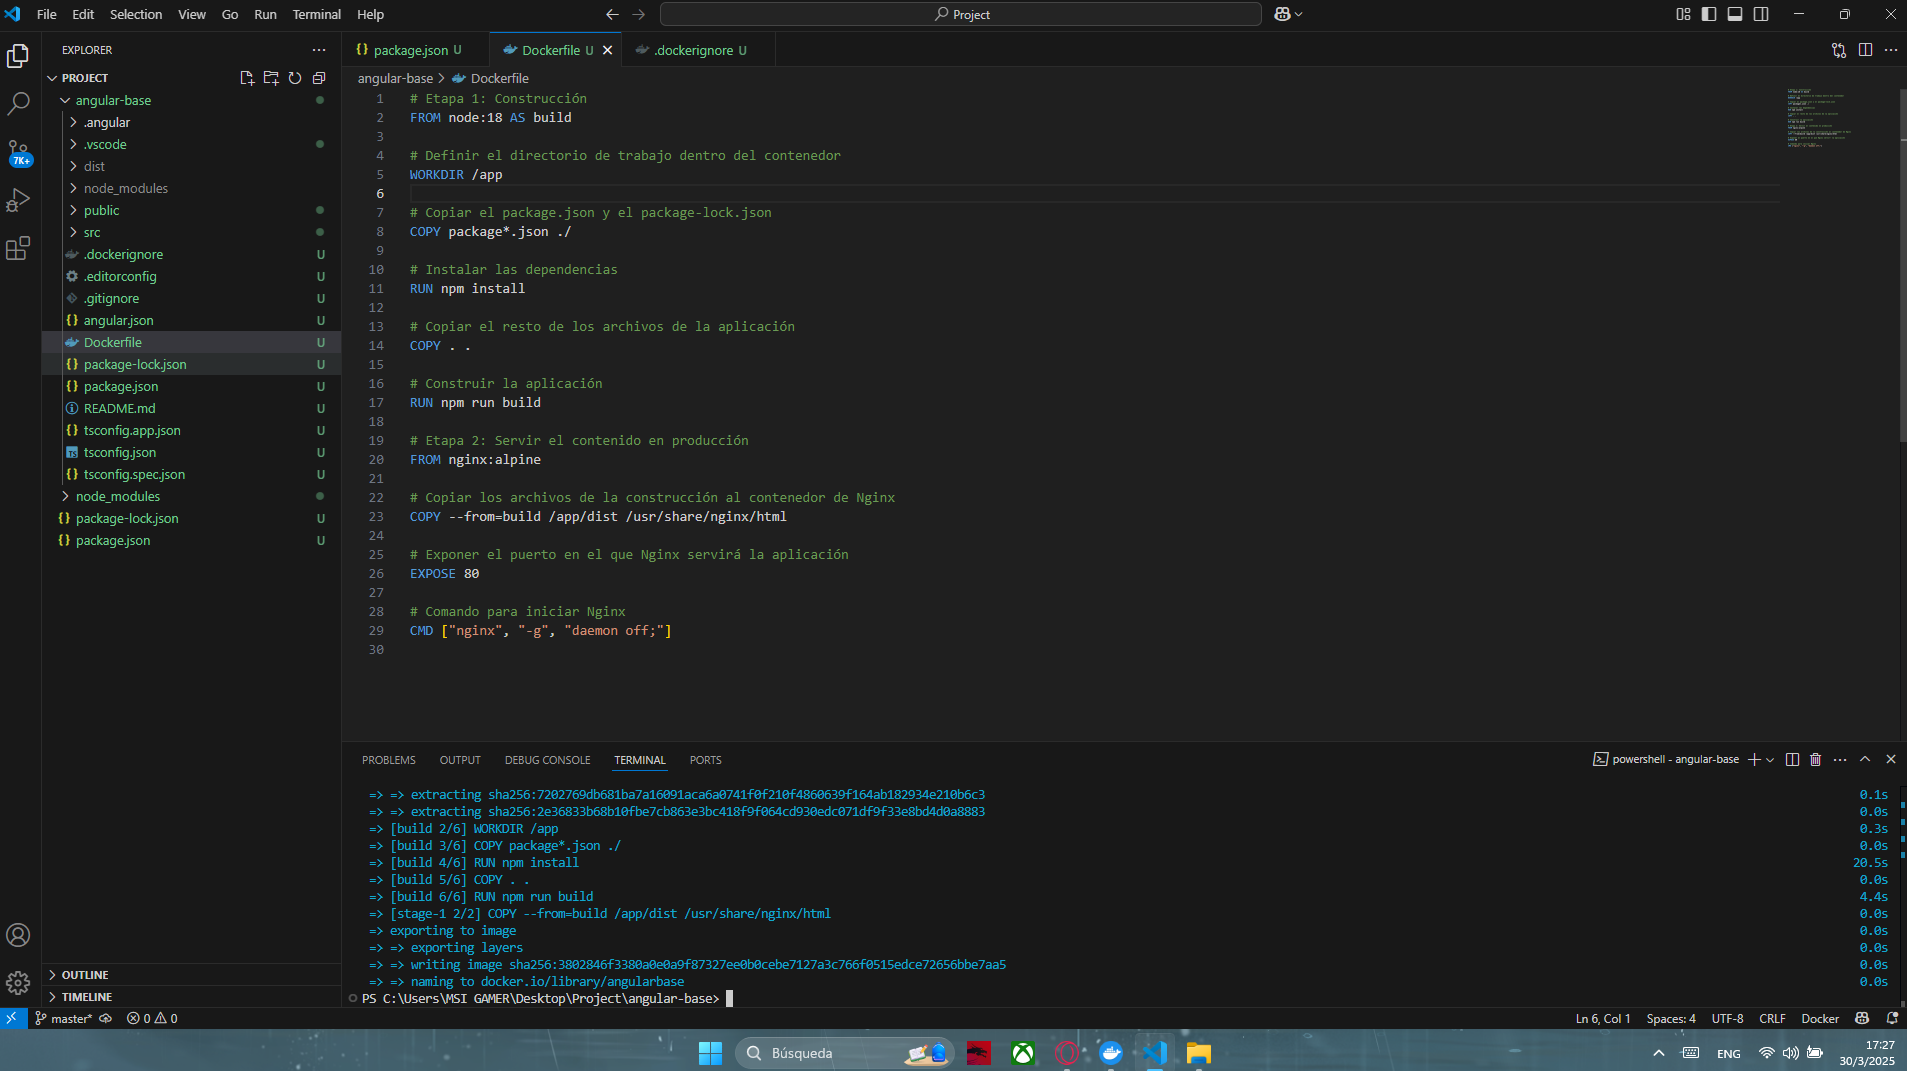 File Edit Selection View Go Run Terminal Help
Project
EXPLORER
PROJECT
angular-base
.angular
.vscode
dist
node_modules
public
src
.dockerignore U
.editorconfig U
.gitignore U
angular.json U
Dockerfile U
package-lock.json U
package.json U
README.md U
tsconfig.app.json U
tsconfig.json U
tsconfig.spec.json U
node_modules
package-lock.json U
package.json U
OUTLINE
TIMELINE
7K+
package.json U
Dockerfile U
.dockerignore U
angular-base > Dockerfile
1 # Etapa 1: Construcción
2 FROM node:18 AS build
3
4 # Definir el directorio de trabajo dentro del contenedor
5 WORKDIR /app
6
7 # Copiar el package.json y el package-lock.json
8 COPY package*.json ./
9
10 # Instalar las dependencias
11 RUN npm install
12
13 # Copiar el resto de los archivos de la aplicación
14 COPY . .
15
16 # Construir la aplicación
17 RUN npm run build
18
19 # Etapa 2: Servir el contenido en producción
20 FROM nginx:alpine
21
22 # Copiar los archivos de la construcción al contenedor de Nginx
23 COPY --from=build /app/dist /usr/share/nginx/html
24
25 # Exponer el puerto en el que Nginx servirá la aplicación
26 EXPOSE 80
27
28 # Comando para iniciar Nginx
29 CMD ["nginx", "-g", "daemon off;"]
30
PROBLEMS OUTPUT DEBUG CONSOLE TERMINAL PORTS
powershell - angular-base
=> => extracting sha256:7202769db681ba7a16091aca6a0741f0f210f4860639f164ab182934e210b6c3 0.1s
=> => extracting sha256:2e36833b68b10fbe7cb863e3bc418f9f064cd930edc071df9f33e8bd4d0a8883 0.0s
=> [build 2/6] WORKDIR /app 0.3s
=> [build 3/6] COPY package*.json ./ 0.0s
=> [build 4/6] RUN npm install 20.5s
=> [build 5/6] COPY . . 0.0s
=> [build 6/6] RUN npm run build 4.4s
=> [stage-1 2/2] COPY --from=build /app/dist /usr/share/nginx/html 0.0s
=> exporting to image 0.0s
=> => exporting layers 0.0s
=> => writing image sha256:3802846f3380a0e0a9f87327ee0b0cebe7127a3c766f0515edce72656bbe7aa5 0.0s
=> => naming to docker.io/library/angularbase 0.0s
PS C:\Users\MSI GAMER\Desktop\Project\angular-base>
master* 0 0
Ln 6, Col 1 Spaces: 4 UTF-8 CRLF Docker
Búsqueda
ENG
17:27
30/3/2025